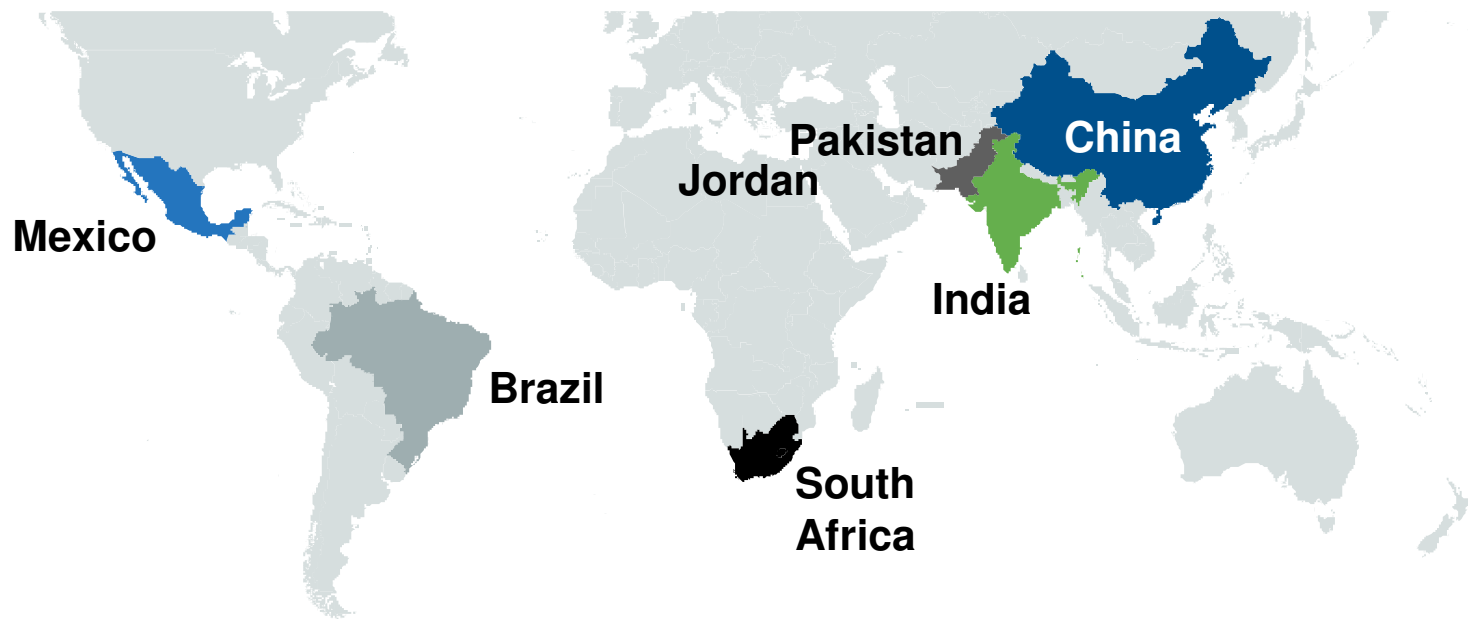 Pakistan
China
Jordan
Mexico
India
Brazil
South
Africa